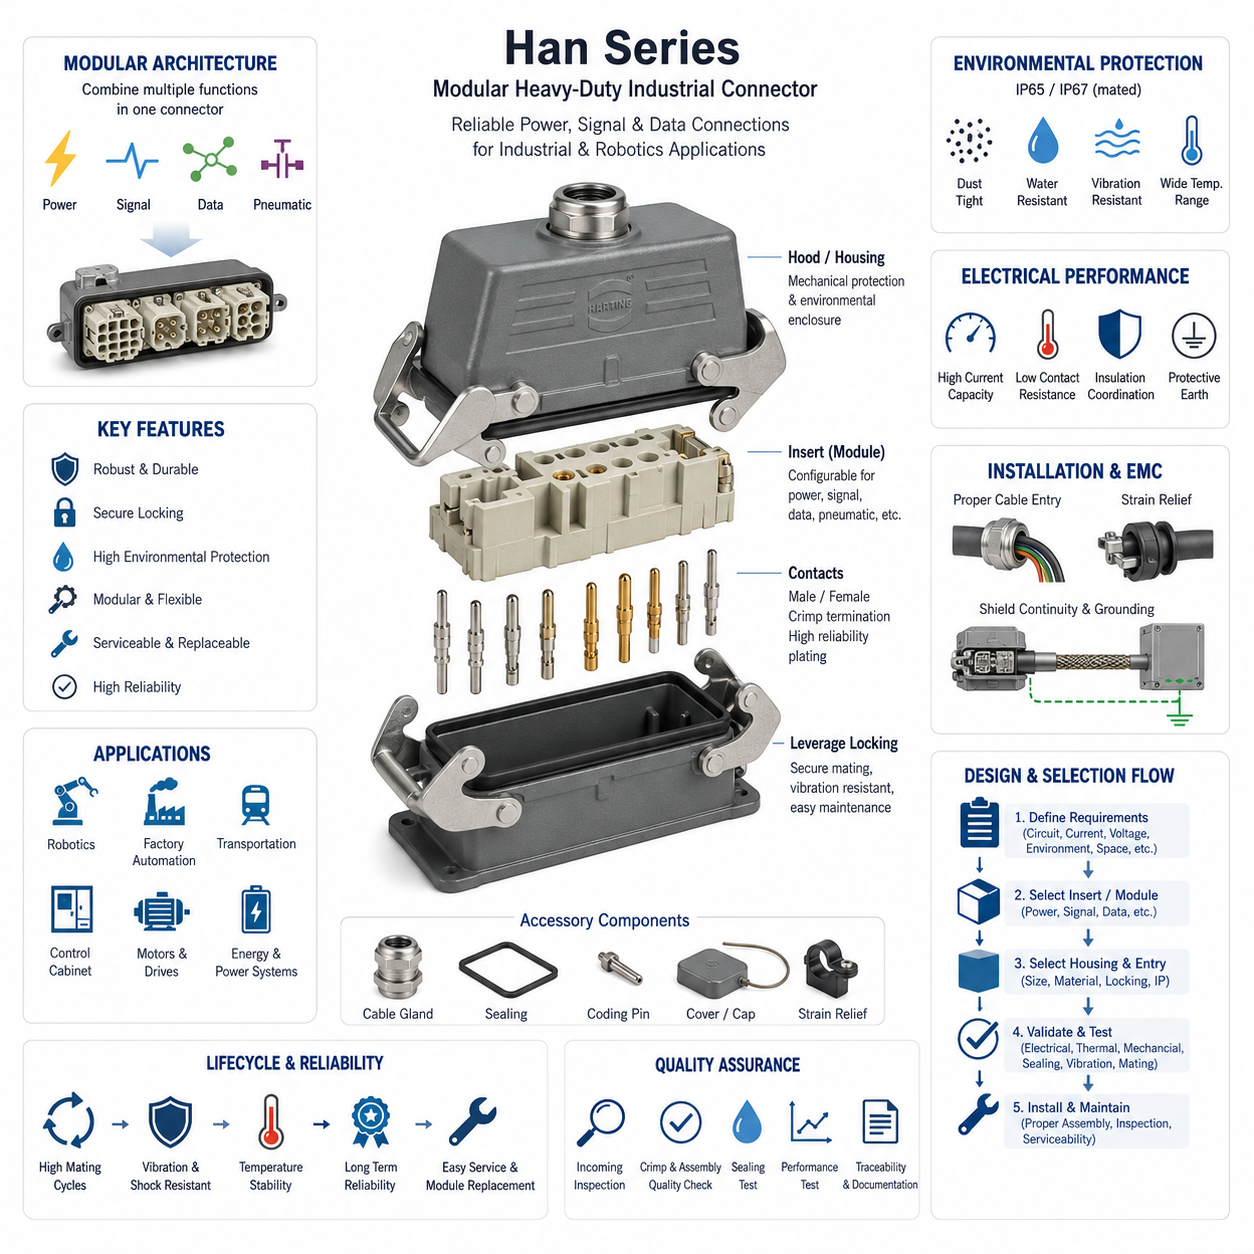 Han Series
Modular Heavy-Duty Industrial Connector
Reliable Power, Signal & Data Connections
for Industrial & Robotics Applications
MODULAR ARCHITECTURE
Combine multiple functions
in one connector
Power
Signal
Data
Pneumatic
KEY FEATURES
Robust & Durable
Secure Locking
High Environmental Protection
Modular & Flexible
Serviceable & Replaceable
High Reliability
APPLICATIONS
Robotics
Factory
Automation
Transportation
Control
Cabinet
Motors &
Drives
Energy &
Power Systems
HARTING
Hood / Housing
Mechanical protection
& environmental
enclosure
Insert (Module)
Configurable for
power, signal,
data, pneumatic, etc.
Contacts
Male / Female
Crimp termination
High reliability
plating
Leverage Locking
Secure mating,
vibration resistant,
easy maintenance
Accessory Components
Cable Gland
Sealing
Coding Pin
Cover / Cap
Strain Relief
ENVIRONMENTAL PROTECTION
IP65 / IP67 (mated)
Dust
Tight
Water
Resistant
Vibration
Resistant
Wide Temp.
Range
ELECTRICAL PERFORMANCE
High Current
Capacity
Low Contact
Resistance
Insulation
Coordination
Protective
Earth
INSTALLATION & EMC
Proper Cable Entry
Strain Relief
Shield Continuity & Grounding
DESIGN & SELECTION FLOW
1. Define Requirements
(Circuit, Current, Voltage,
Environment, Space, etc.)
2. Select Insert / Module
(Power, Signal, Data, etc.)
3. Select Housing & Entry
(Size, Material, Locking, IP)
4. Validate & Test
(Electrical, Thermal, Mechancial,
Sealing, Vibration, Mating)
5. Install & Maintain
(Proper Assembly, Inspection,
Serviceability)
LIFECYCLE & RELIABILITY
High Mating
Cycles
Vibration &
Shock Resistant
Temperature
Stability
Long Term
Reliability
Easy Service &
Module Replacement
QUALITY ASSURANCE
Incoming
Inspection
Crimp & Assembly
Quality Check
Sealing
Test
Performance
Test
Traceability
& Documentation